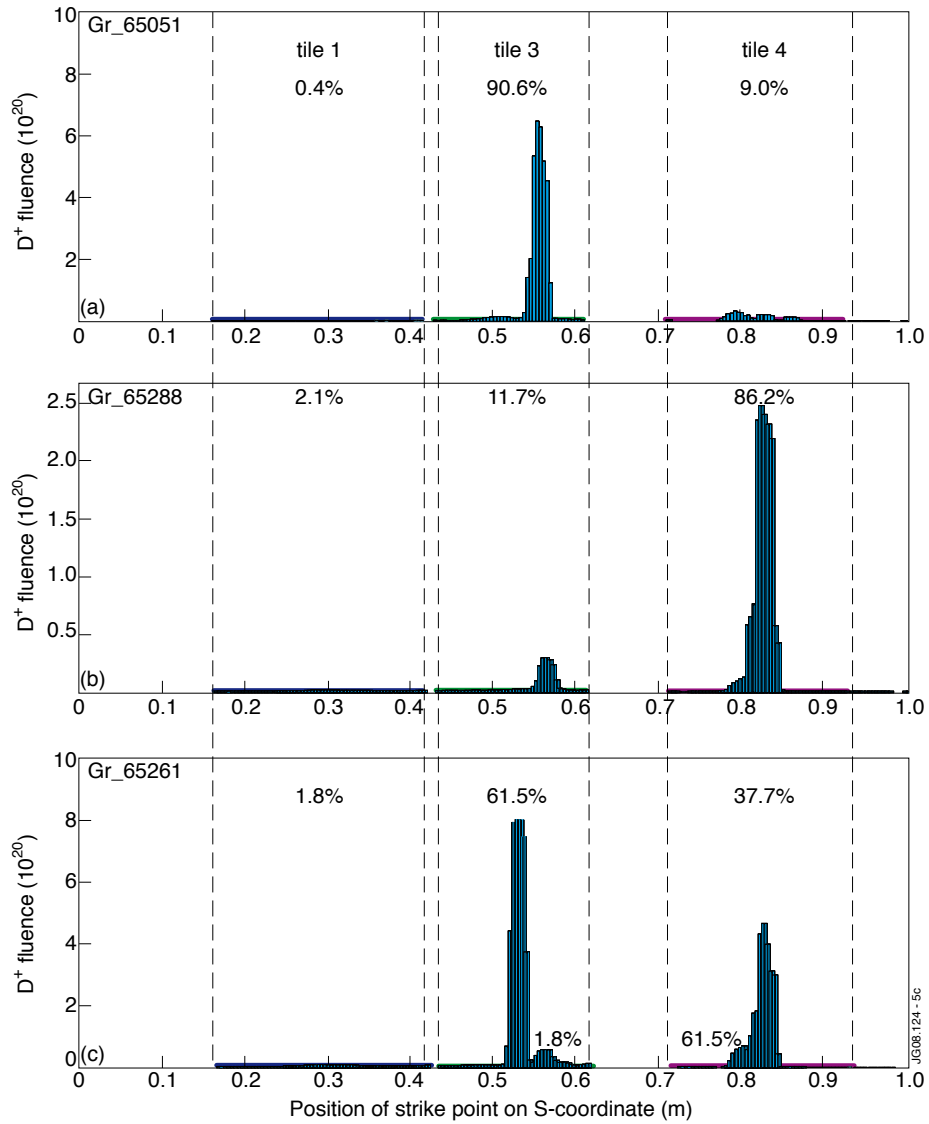 Gr_65051
tile 1
tile 3
tile 4
0.4%
90.6%
9.0%
10
8
6
4
2
D+ fluence (10^20)
(a)
0 0.1 0.2 0.3 0.4 0.5 0.6 0.7 0.8 0.9 1.0
Gr_65288
2.1%
11.7%
86.2%
2.5
2.0
1.5
1.0
0.5
D+ fluence (10^20)
(b)
0 0.1 0.2 0.3 0.4 0.5 0.6 0.7 0.8 0.9 1.0
Gr_65261
1.8%
61.5%
37.7%
10
8
6
4
2
0
D+ fluence (10^20)
1.8%
61.5%
(c)
0 0.1 0.2 0.3 0.4 0.5 0.6 0.7 0.8 0.9 1.0
Position of strike point on S-coordinate (m)
JG08.124 - 5c